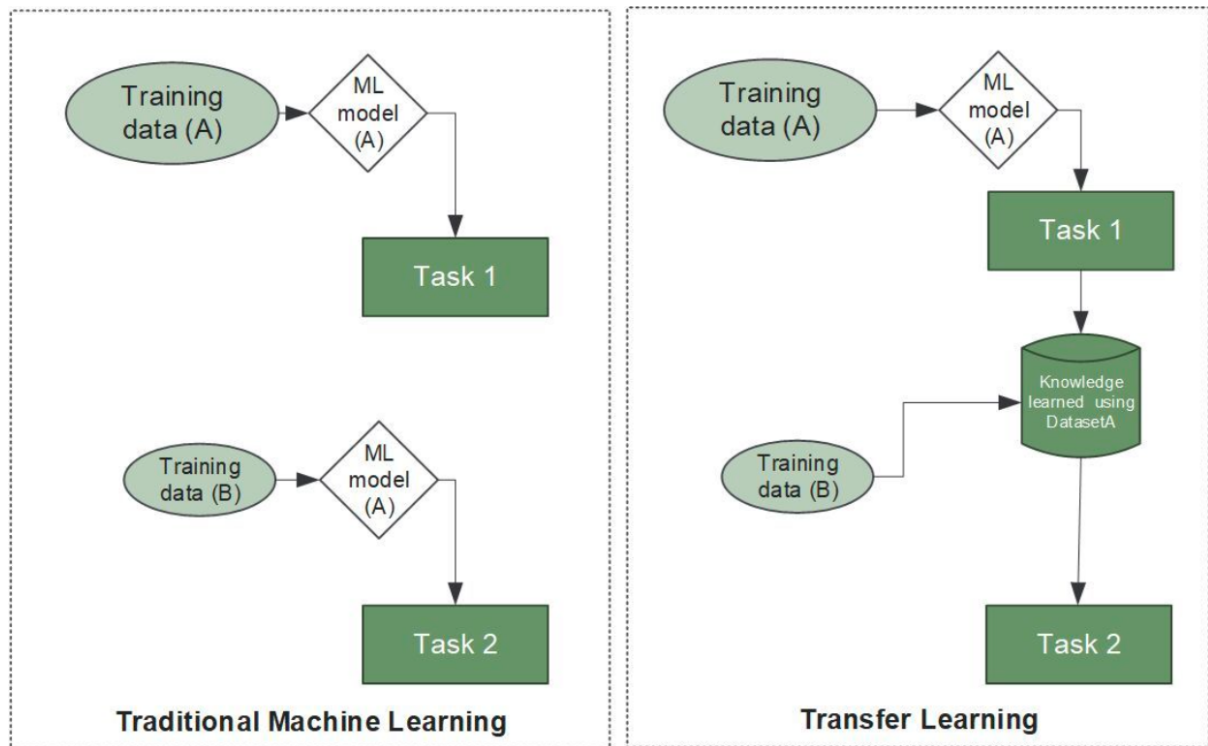 Training
data (A)
ML
model
(A)
Task 1
Training
data (B)
ML
model
(A)
Task 2
Traditional Machine Learning
Training
data (A)
ML
model
(A)
Task 1
Knowledge
learned using
DatasetA
Training
data (B)
Task 2
Transfer Learning